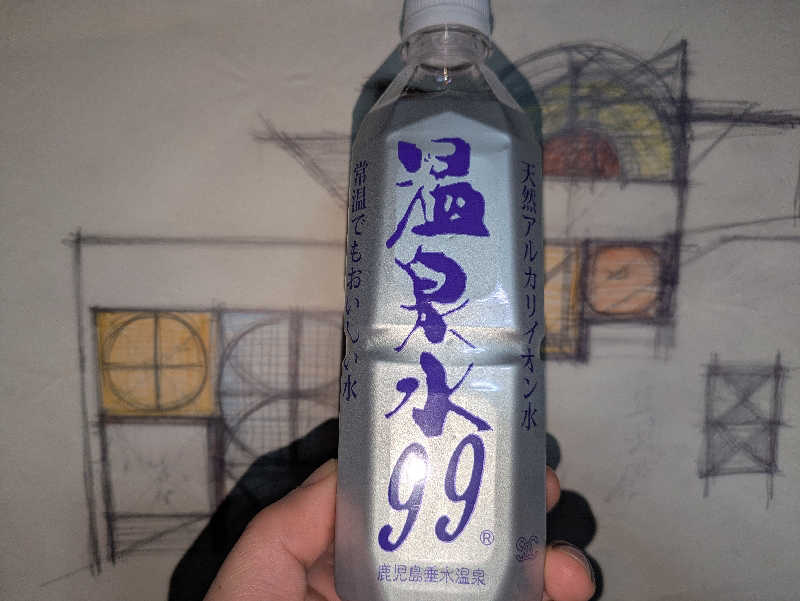 天然アルカリイオン水
温泉水
99
®
常温でもおいしい水
鹿児島垂水温泉